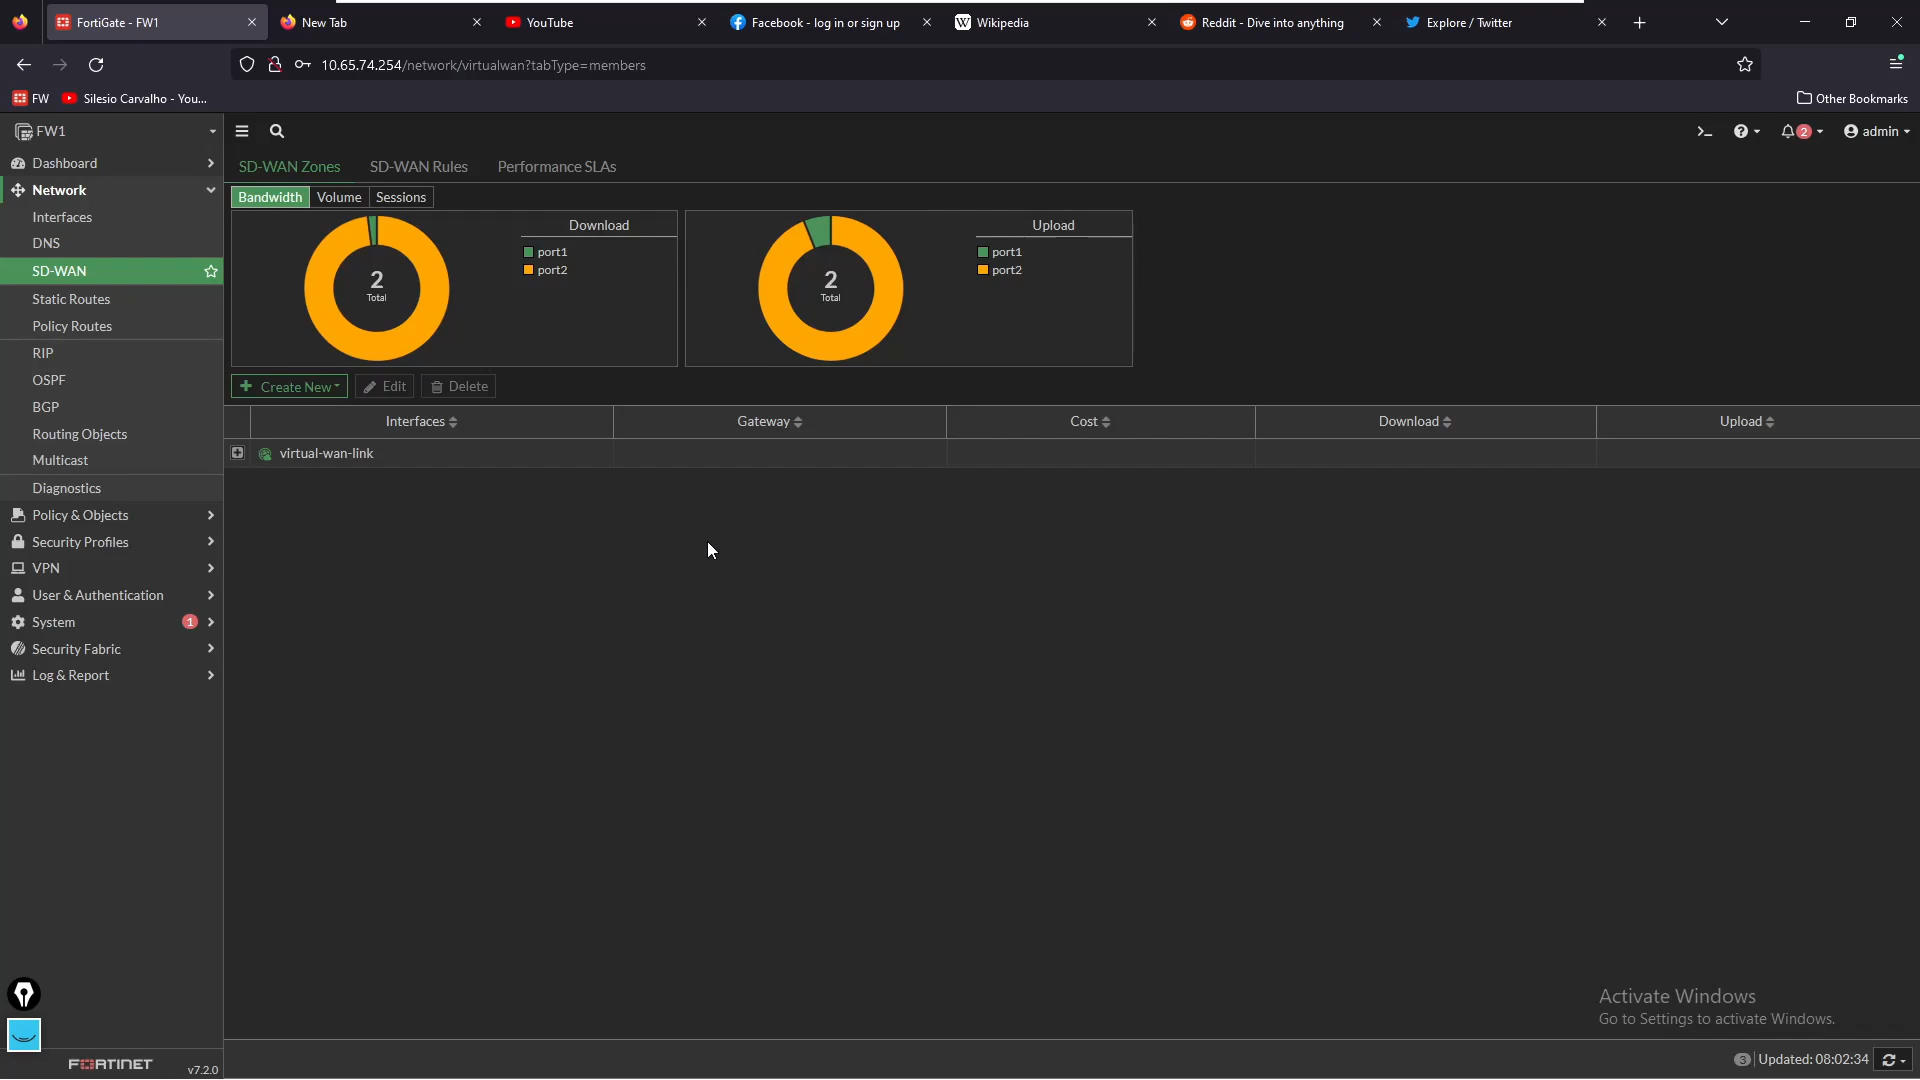 FortiGate - FW1
New Tab
YouTube
Facebook - log in or sign up
W Wikipedia
Reddit - Dive into anything
Explore / Twitter
10.65.74.254/network/virtualwan?tabType=members
FW
Silesio Carvalho - You...
Other Bookmarks
FW1
2
admin
Dashboard
Network
Interfaces
DNS
SD-WAN
Static Routes
Policy Routes
RIP
OSPF
BGP
Routing Objects
Multicast
Diagnostics
Policy & Objects
Security Profiles
VPN
User & Authentication
System 1
Security Fabric
Log & Report
FORTINET
v7.2.0
SD-WAN Zones SD-WAN Rules Performance SLAs
Bandwidth Volume Sessions
2
Total
Download
port1
port2
2
Total
Upload
port1
port2
+ Create New Edit Delete
Interfaces Gateway Cost Download Upload
virtual-wan-link
Activate Windows
Go to Settings to activate Windows.
3 Updated: 08:02:34